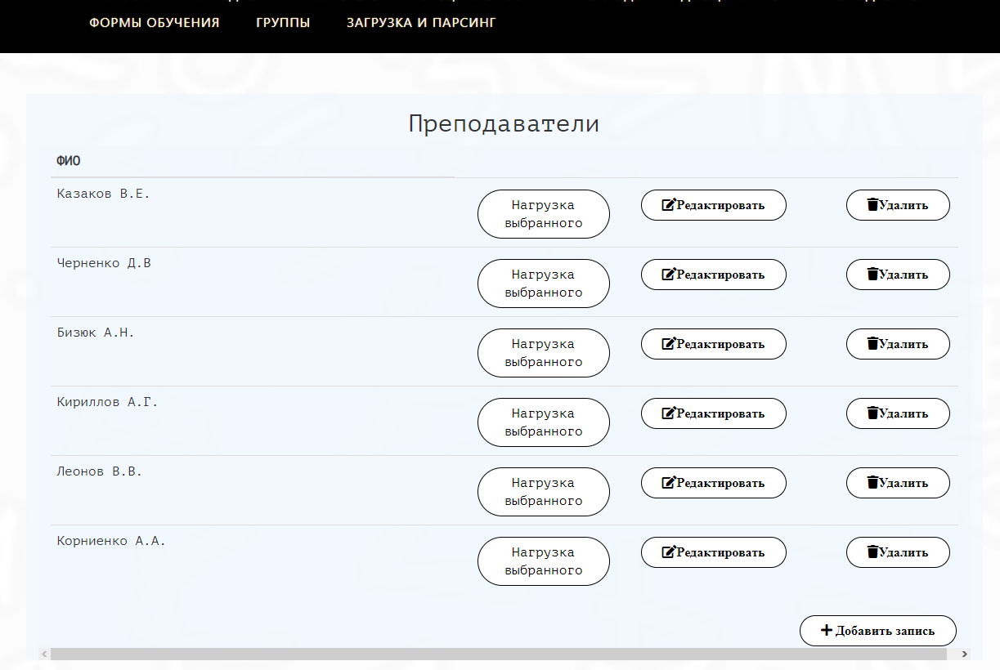 ФОРМЫ ОБУЧЕНИЯ ГРУППЫ ЗАГРУЗКА И ПАРСИНГ
Преподаватели
ФИО
Казаков В.Е. Нагрузка выбранного Редактировать Удалить
Черненко Д.В Нагрузка выбранного Редактировать Удалить
Бизюк А.Н. Нагрузка выбранного Редактировать Удалить
Кириллов А.Г. Нагрузка выбранного Редактировать Удалить
Леонов В.В. Нагрузка выбранного Редактировать Удалить
Корниенко А.А. Нагрузка выбранного Редактировать Удалить
Добавить запись